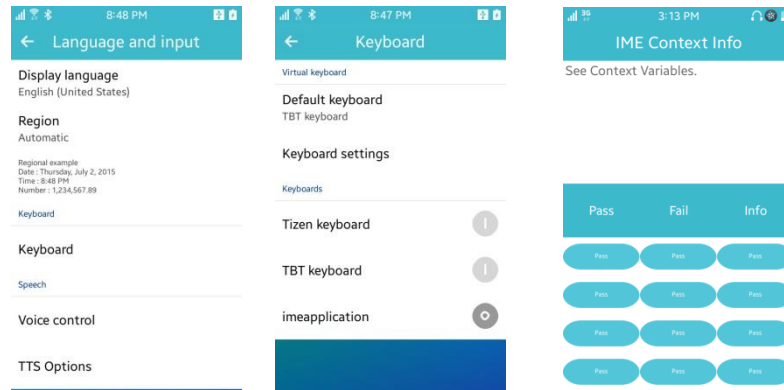 8:48 PM
Language and input
Display language
English (United States)
Region
Automatic
Regional example
Date : Thursday, July 2, 2015
Time : 8:48 PM
Number : 1,234,567.89
Keyboard
Keyboard
Speech
Voice control
TTS Options
8:47 PM
Keyboard
Virtual keyboard
Default keyboard
TBT keyboard
Keyboard settings
Keyboards
Tizen keyboard
TBT keyboard
imeapplication
3G
3:13 PM
IME Context Info
See Context Variables.
Pass Fail Info
Pass Pass Pass
Pass Pass Pass
Pass Pass Pass
Pass Pass Pass